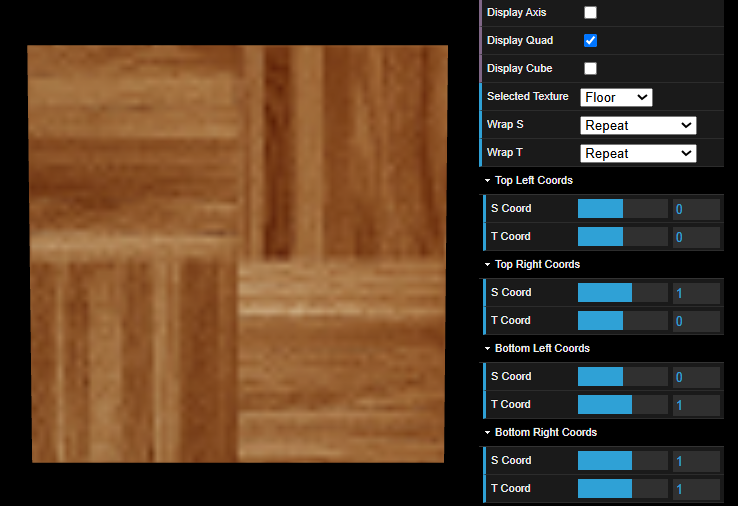 Display Axis
Display Quad
Display Cube
Selected Texture Floor
Wrap S Repeat
Wrap T Repeat
Top Left Coords
S Coord 0
T Coord 0
Top Right Coords
S Coord 1
T Coord 0
Bottom Left Coords
S Coord 0
T Coord 1
Bottom Right Coords
S Coord 1
T Coord 1